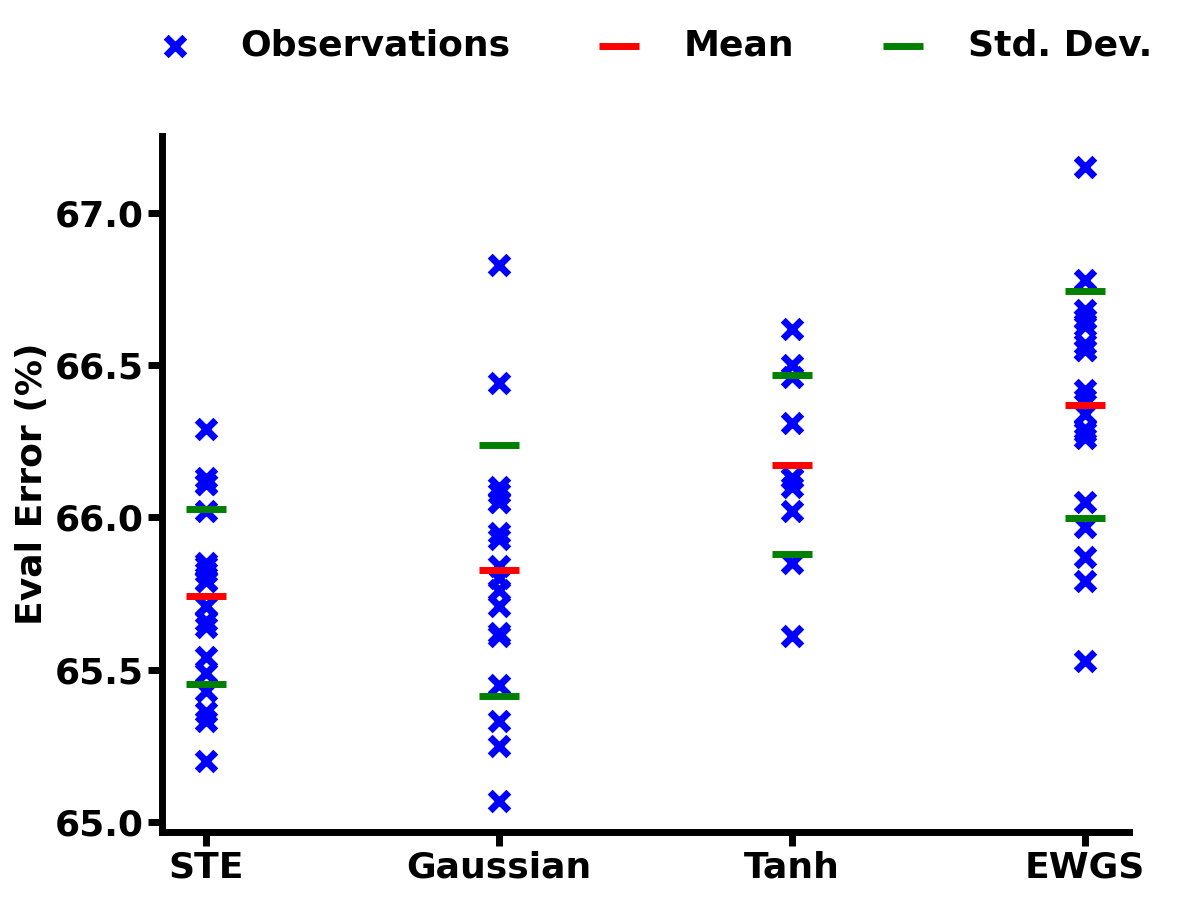 Observations Mean Std. Dev.
Eval Error (%)
67.0
66.5
66.0
65.5
65.0
STE Gaussian Tanh EWGS